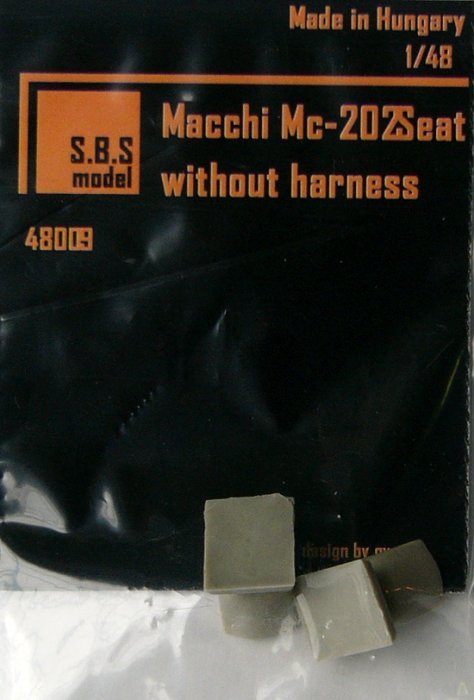 Made in Hungary
1/48
S.B.S
model
Macchi Mc-202 Seat
without harness
48009
design by